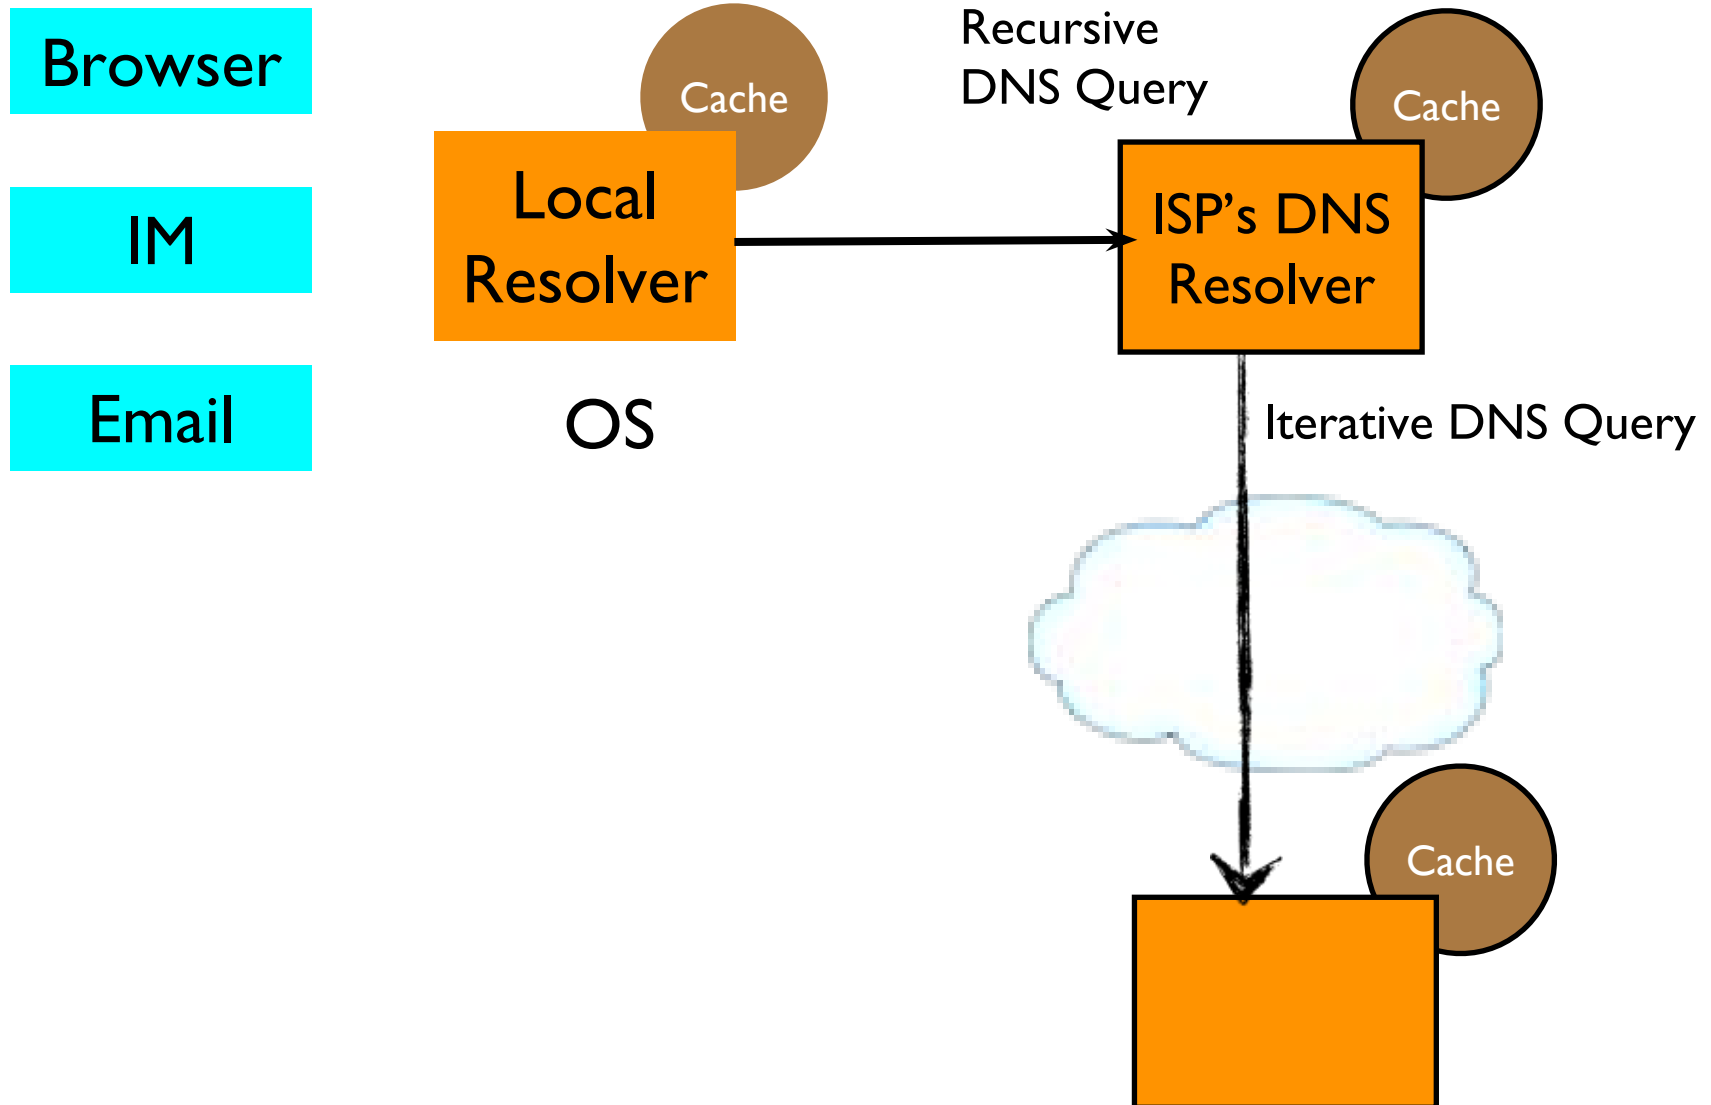 Browser
IM
Email
Cache
Local
Resolver
OS
Recursive
DNS Query
Cache
ISP’s DNS
Resolver
Iterative DNS Query
Cache